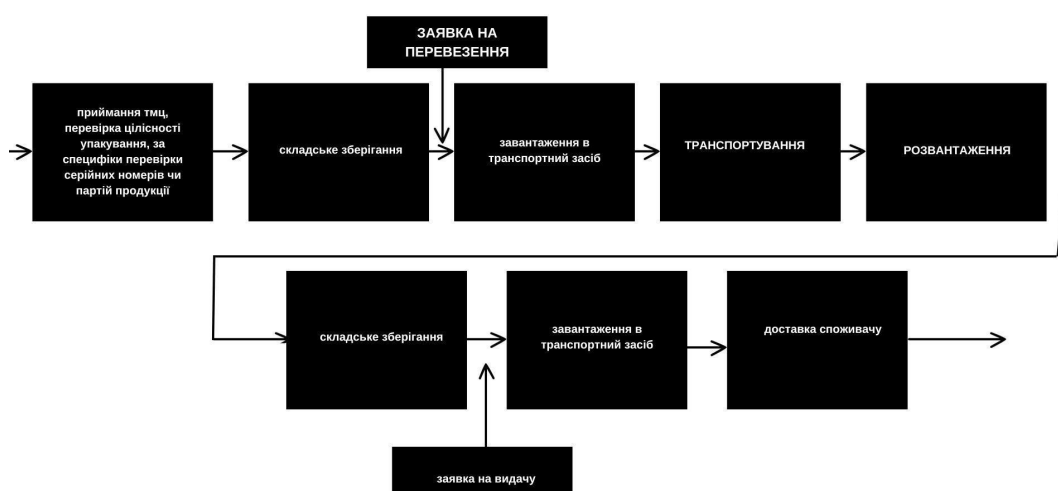 ЗАЯВКА НА
ПЕРЕВЕЗЕННЯ
приймання тмц,
перевірка цілісності
упакування, за
специфіки перевірки
серійних номерів чи
партій продукції
складське зберігання
завантаження в
транспортний засіб
ТРАНСПОРТУВАННЯ
РОЗВАНТАЖЕННЯ
складське зберігання
завантаження в
транспортний засіб
доставка споживачу
заявка на видачу